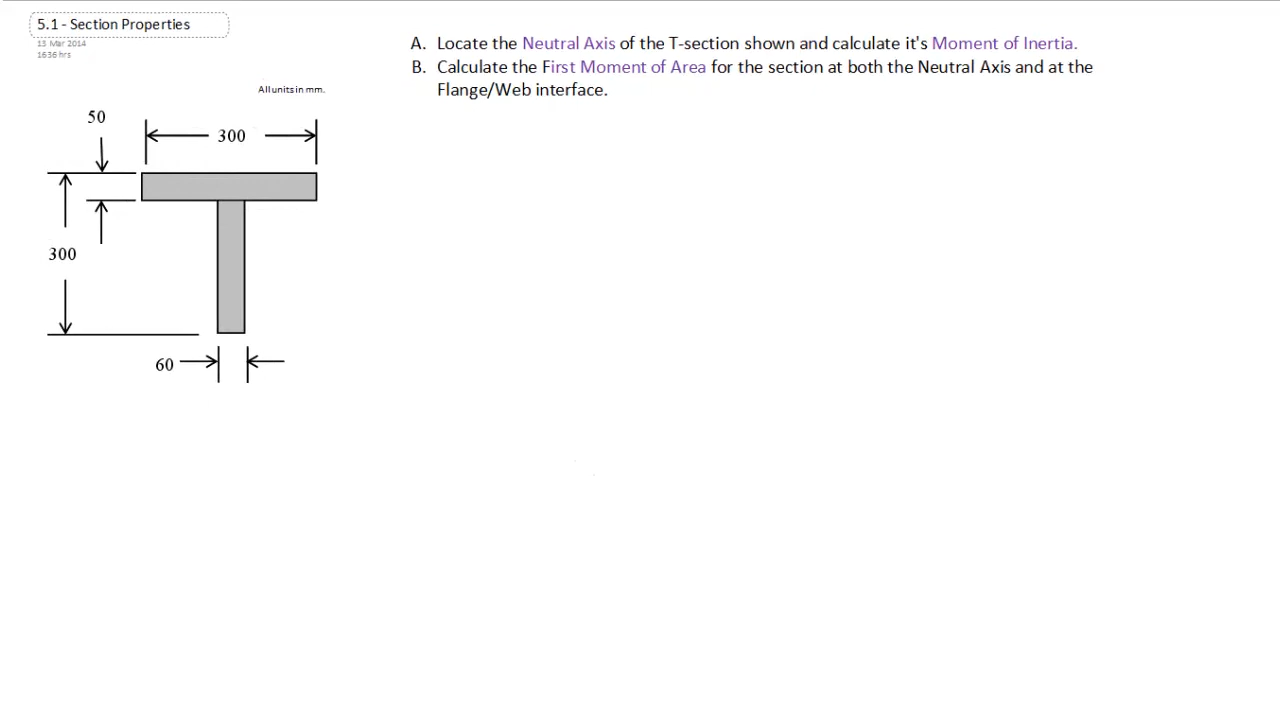 5.1 - Section Properties
13 Mar 2014
1636 hrs
A. Locate the Neutral Axis of the T-section shown and calculate it's Moment of Inertia.
B. Calculate the First Moment of Area for the section at both the Neutral Axis and at the
Flange/Web interface.
All units in mm.
50
300
300
60